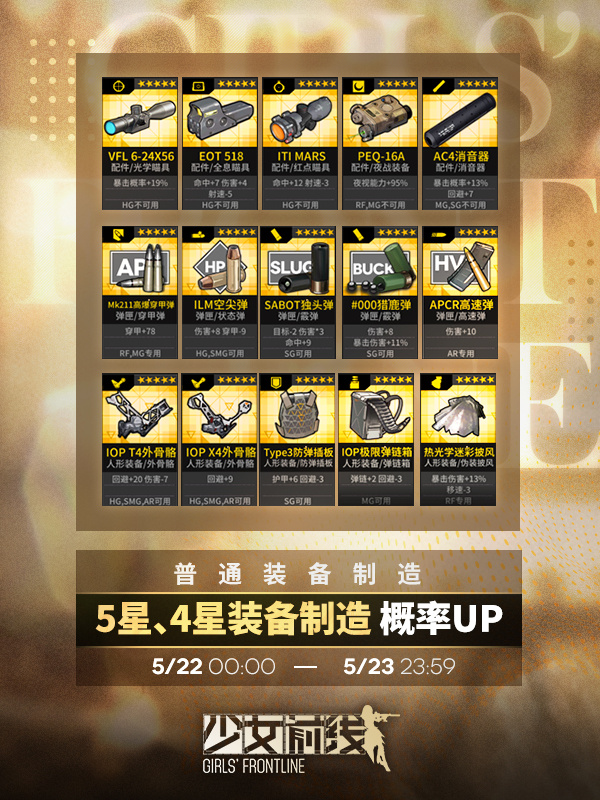 GIRLS'
FRONTLINE
VFL 6-24X56
配件/光学瞄具
暴击概率+19%
HG不可用
EOT 518
配件/全息瞄具
命中+7 伤害+4
射速-5
HG不可用
ITI MARS
配件/红点瞄具
命中+12 射速-3
HG不可用
PEQ-16A
配件/夜战装备
夜视能力+95%
RF,MG不可用
AC4消音器
配件/消音器
暴击概率+13%
回避+7
MG,SG不可用
AP
Mk211高爆穿甲弹
弹匣/穿甲弹
穿甲+78
RF,MG专用
HP
ILM空尖弹
弹匣/状态弹
伤害+8 穿甲-9
HG,SMG可用
SLUG
SABOT独头弹
弹匣/霰弹
目标-2 伤害*3
命中+9
SG可用
BUCK
#000猎鹿弹
弹匣/霰弹
伤害+8
暴击伤害+11%
SG可用
HV
APCR高速弹
弹匣/高速弹
伤害+10
AR专用
IOP T4外骨骼
人形装备/外骨骼
回避+20 伤害-7
HG,SMG,AR可用
IOP X4外骨骼
人形装备/外骨骼
回避+9
HG,SMG,AR可用
Type3防弹插板
人形装备/防弹插板
护甲+6 回避-3
SG可用
IOP极限弹链箱
人形装备/弹链箱
弹链+2 回避-3
MG可用
热光学迷彩披风
人形装备/伪装披风
暴击伤害+13%
移速-3
RF专用
普通装备制造
5星、4星装备制造 概率UP
5/22 00:00 — 5/23 23:59
少女前线
GIRLS' FRONTLINE